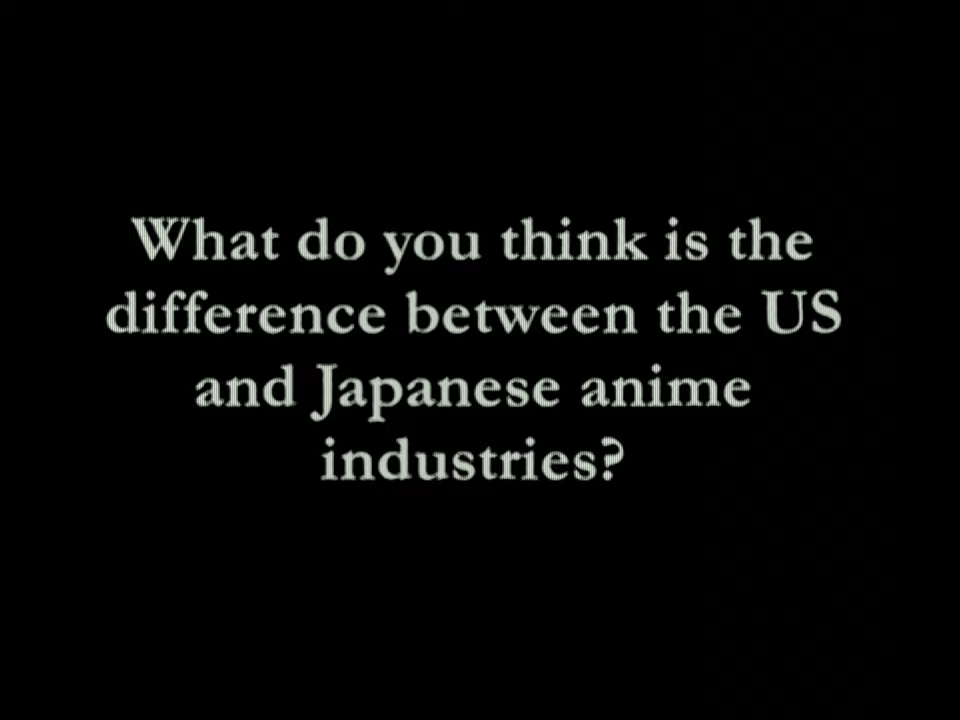 What do you think is the
difference between the US
and Japanese anime
industries?